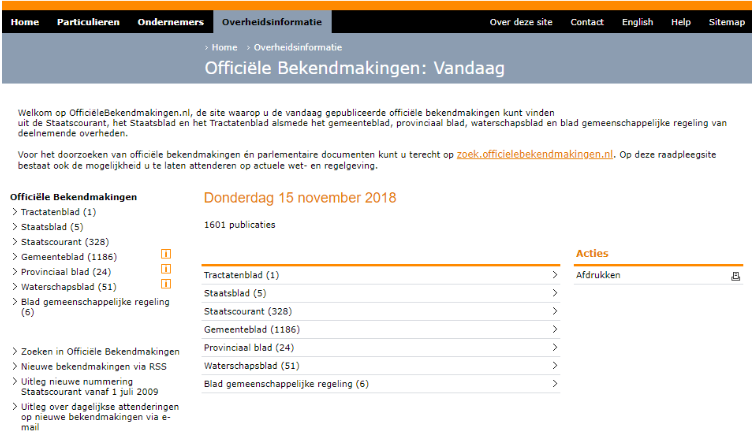 Home Particulieren Ondernemers Overheidsinformatie Over deze site Contact English Help Sitemap
› Home › Overheidsinformatie
Officiële Bekendmakingen: Vandaag
Welkom op OfficiëleBekendmakingen.nl, de site waarop u de vandaag gepubliceerde officiële bekendmakingen kunt vinden
uit de Staatscourant, het Staatsblad en het Tractatenblad alsmede het gemeenteblad, provinciaal blad, waterschapsblad en blad gemeenschappelijke regeling van
deelnemende overheden.
Voor het doorzoeken van officiële bekendmakingen én parlementaire documenten kunt u terecht op zoek.officielebekendmakingen.nl. Op deze raadpleegsite
bestaat ook de mogelijkheid u te laten attenderen op actuele wet- en regelgeving.
Officiële Bekendmakingen
Tractatenblad (1)
Staatsblad (5)
Staatscourant (328)
Gemeenteblad (1186)
Provinciaal blad (24)
Waterschapsblad (51)
Blad gemeenschappelijke regeling
(6)
Zoeken in Officiële Bekendmakingen
Nieuwe bekendmakingen via RSS
Uitleg nieuwe nummering
Staatscourant vanaf 1 juli 2009
Uitleg over dagelijkse attenderingen
op nieuwe bekendmakingen via e-
mail
Donderdag 15 november 2018
1601 publicaties
Tractatenblad (1)
Staatsblad (5)
Staatscourant (328)
Gemeenteblad (1186)
Provinciaal blad (24)
Waterschapsblad (51)
Blad gemeenschappelijke regeling (6)
Acties
Afdrukken